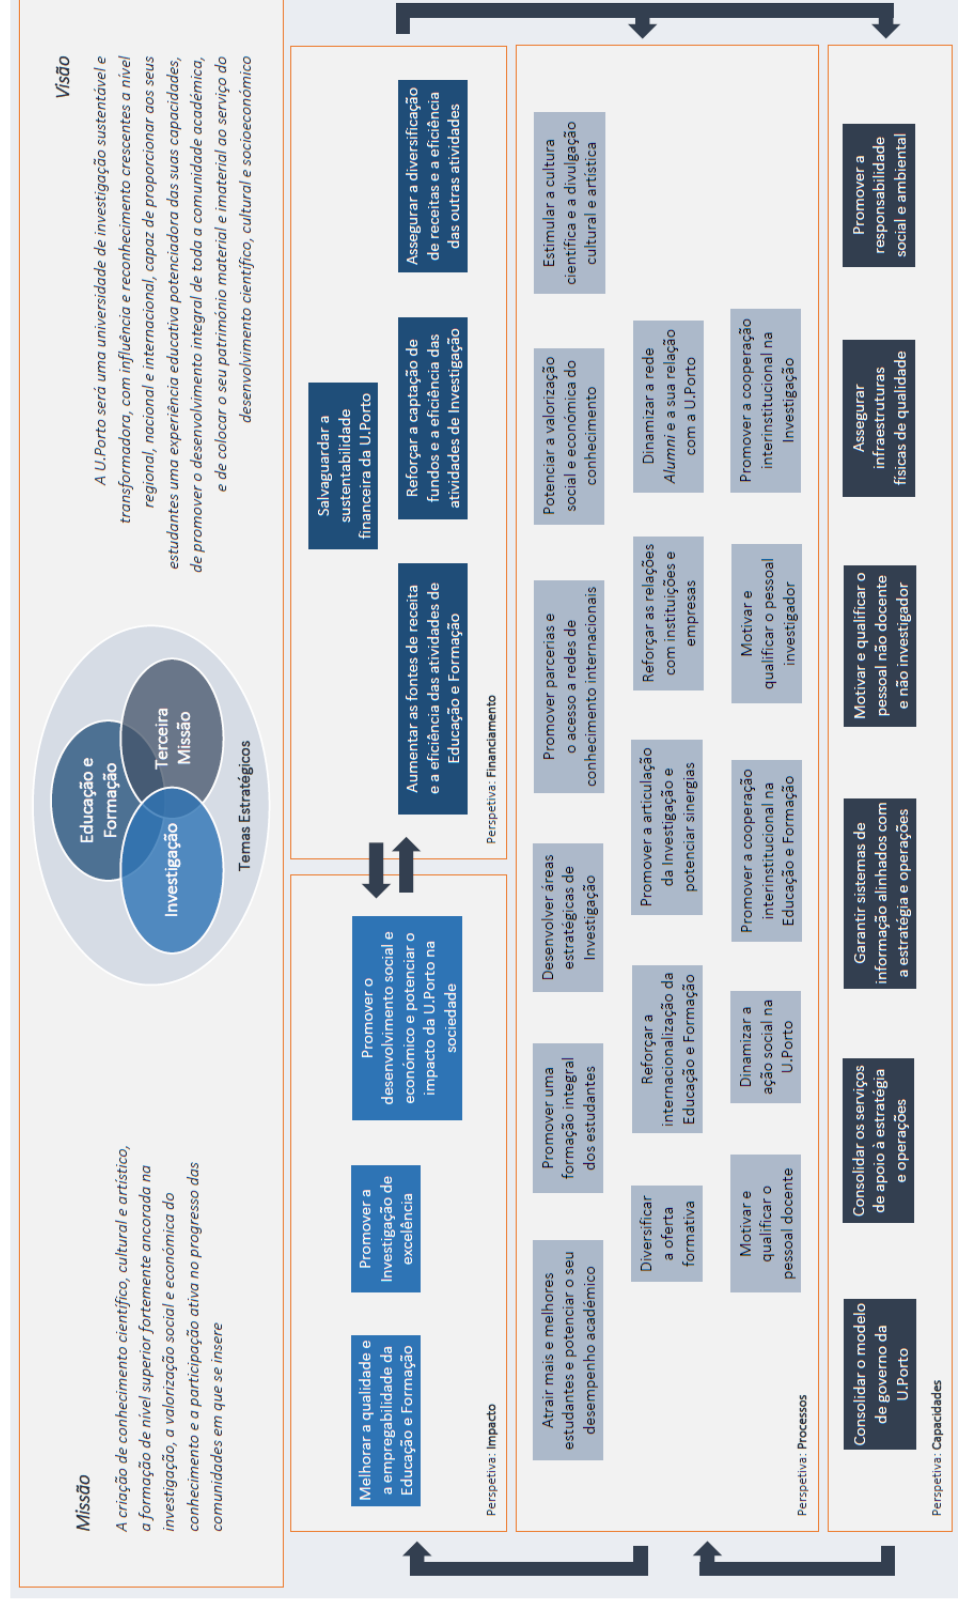 Missão
A criação de conhecimento científico, cultural e artístico,
a formação de nível superior fortemente ancorada na
investigação, a valorização social e económica do
conhecimento e a participação ativa no progresso das
comunidades em que se insere
Educação e
Formação
Investigação
Terceira
Missão
Temas Estratégicos
Visão
A U.Porto será uma universidade de investigação sustentável e
transformadora, com influência e reconhecimento crescentes a nível
regional, nacional e internacional, capaz de proporcionar aos seus
estudantes uma experiência educativa potenciadora das suas capacidades,
de promover o desenvolvimento integral de toda a comunidade académica,
e de colocar o seu património material e imaterial ao serviço do
desenvolvimento científico, cultural e socioeconómico
Melhorar a qualidade e
a empregabilidade da
Educação e Formação
Promover a
Investigação de
excelência
Promover o
desenvolvimento social e
económico e potenciar o
impacto da U.Porto na
sociedade
Perspetiva: Impacto
Salvaguardar a
sustentabilidade
financeira da U.Porto
Aumentar as fontes de receita
e a eficiência das atividades de
Educação e Formação
Reforçar a captação de
fundos e a eficiência das
atividades de Investigação
Assegurar a diversificação
de receitas e a eficiência
das outras atividades
Perspetiva: Financiamento
Atrair mais e melhores
estudantes e potenciar o seu
desempenho académico
Promover uma
formação integral
dos estudantes
Desenvolver áreas
estratégicas de
Investigação
Promover parcerias e
o acesso a redes de
conhecimento internacionais
Potenciar a valorização
social e económica do
conhecimento
Estimular a cultura
científica e a divulgação
cultural e artística
Diversificar
a oferta
formativa
Reforçar a
internacionalização da
Educação e Formação
Promover a articulação
da Investigação e
potenciar sinergias
Reforçar as relações
com instituições e
empresas
Dinamizar a rede
Alumni e a sua relação
com a U.Porto
Motivar e
qualificar o
pessoal docente
Dinamizar a
ação social na
U.Porto
Promover a cooperação
interinstitucional na
Educação e Formação
Motivar e
qualificar o pessoal
investigador
Promover a cooperação
interinstitucional na
Investigação
Perspetiva: Processos
Consolidar o modelo
de governo da
U.Porto
Consolidar os serviços
de apoio à estratégia
e operações
Garantir sistemas de
informação alinhados com
a estratégia e operações
Motivar e qualificar o
pessoal não docente
e não investigador
Assegurar
infraestruturas
físicas de qualidade
Promover a
responsabilidade
social e ambiental
Perspetiva: Capacidades